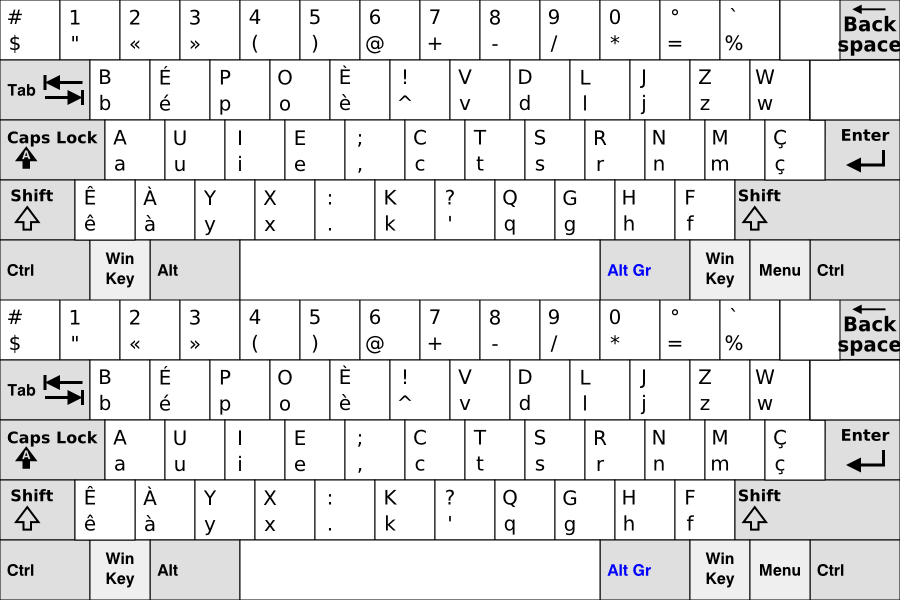 # 1 2 3 4 5 6 7 8 9 0 ° ` Back
$ " « » ( ) @ + - / * = % space
Tab B É P O È ! V D L J Z W
b é p o è ^ v d l j z w
Caps Lock A U I E ; C T S R N M Ç Enter
A a u i e , c t s r n m ç
Shift Ê À Y X : K ? Q G H F Shift
ê à y x . k ' q g h f
Ctrl Win Key Alt Alt Gr Win Key Menu Ctrl
# 1 2 3 4 5 6 7 8 9 0 ° ` Back
$ " « » ( ) @ + - / * = % space
Tab B É P O È ! V D L J Z W
b é p o è ^ v d l j z w
Caps Lock A U I E ; C T S R N M Ç Enter
A a u i e , c t s r n m ç
Shift Ê À Y X : K ? Q G H F Shift
ê à y x . k ' q g h f
Ctrl Win Key Alt Alt Gr Win Key Menu Ctrl